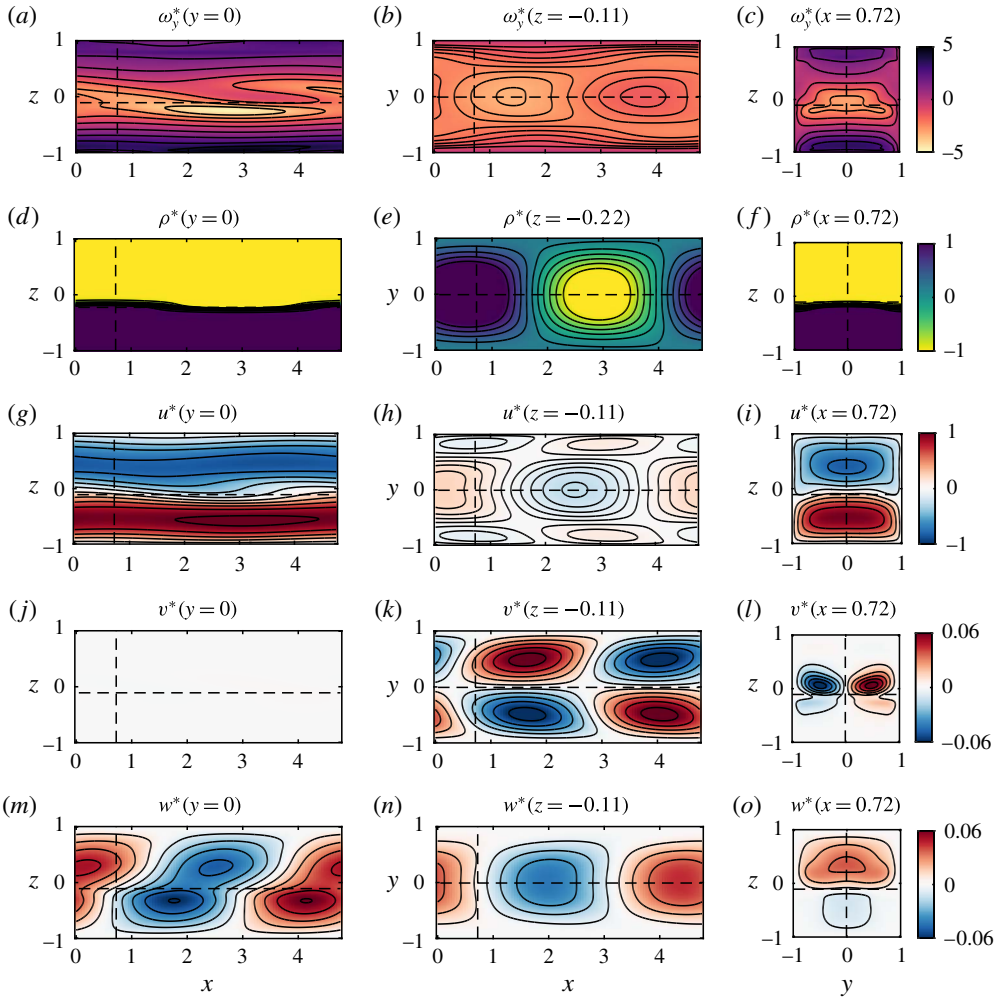 (a) ω*y(y = 0) (b) ω*y(z = −0.11) (c) ω*y(x = 0.72)
1 1 1 5
z 0 y 0 z 0
−1 −1 −1 −5
0 1 2 3 4 0 1 2 3 4 −1 0 1
(d) ρ*(y = 0) (e) ρ*(z = −0.22) (f) ρ*(x = 0.72)
1 1 1 1
z 0 y 0 z 0 0
−1 −1 −1 −1
0 1 2 3 4 0 1 2 3 4 −1 0 1
(g) u*(y = 0) (h) u*(z = −0.11) (i) u*(x = 0.72)
1 1 1 1
z 0 y 0 z 0 0
−1 −1 −1 −1
0 1 2 3 4 0 1 2 3 4 −1 0 1
(j) v*(y = 0) (k) v*(z = −0.11) (l) v*(x = 0.72)
1 1 1 0.06
z 0 y 0 z 0 0
−1 −1 −1 −0.06
0 1 2 3 4 0 1 2 3 4 −1 0 1
(m) w*(y = 0) (n) w*(z = −0.11) (o) w*(x = 0.72)
1 1 1 0.06
z 0 y 0 z 0 0
−1 −1 −1 −0.06
0 1 2 3 4 0 1 2 3 4 −1 0 1
x x y